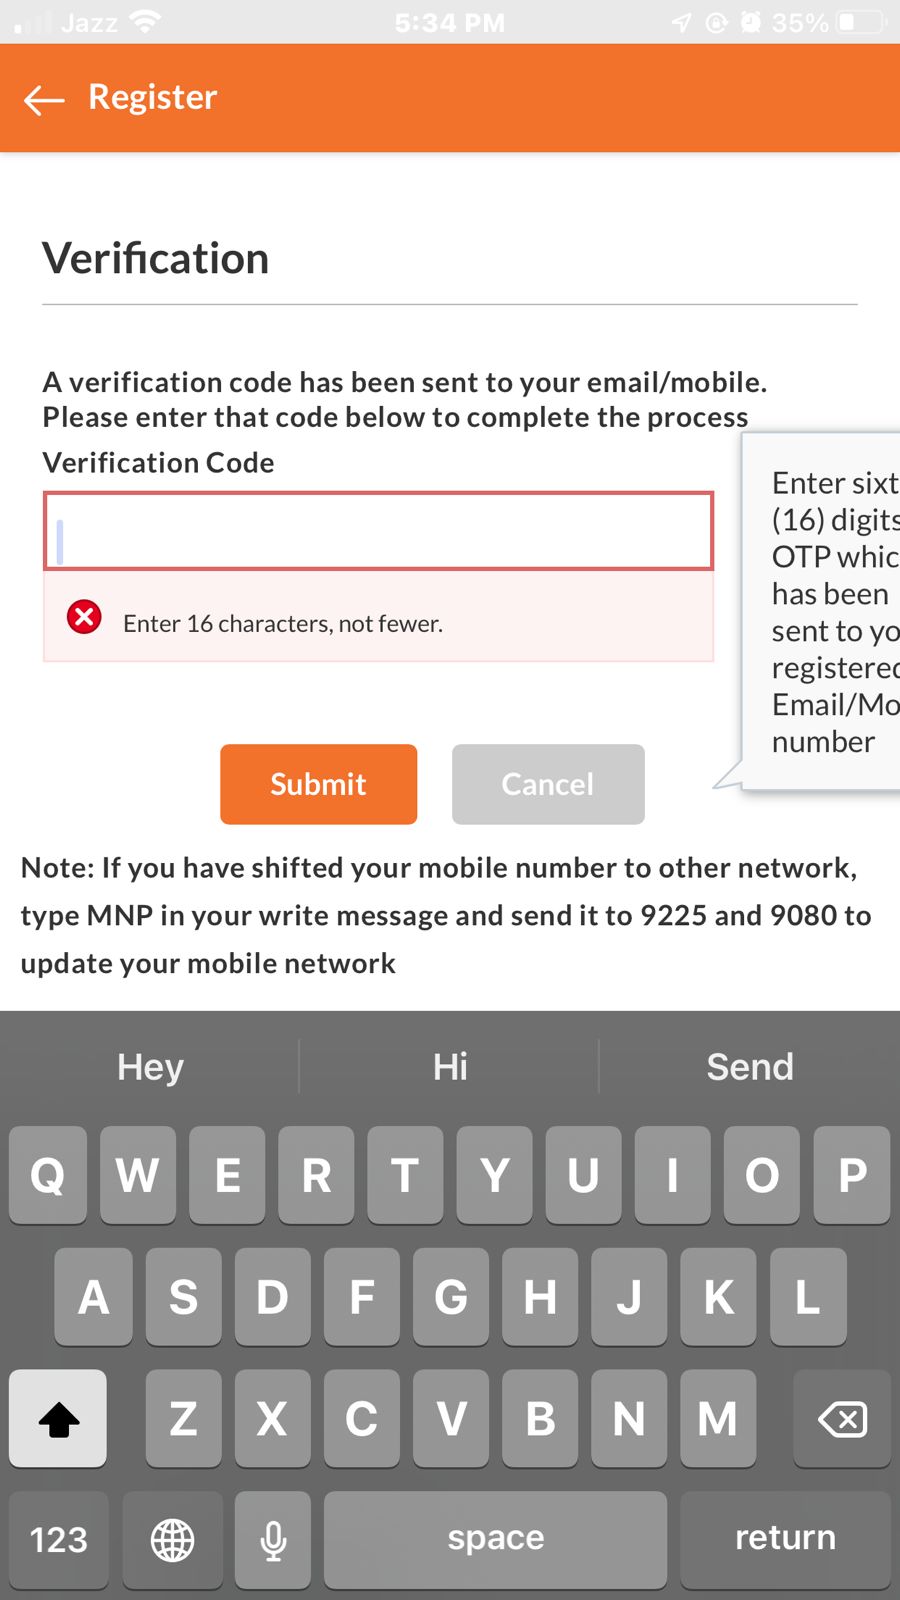 Jazz 5:34 PM 35%
Register
Verification
A verification code has been sent to your email/mobile.
Please enter that code below to complete the process
Verification Code
Enter 16 characters, not fewer.
Enter sixt
(16) digits
OTP whic
has been
sent to yo
registered
Email/Mo
number
Submit Cancel
Note: If you have shifted your mobile number to other network,
type MNP in your write message and send it to 9225 and 9080 to
update your mobile network
Hey Hi Send
Q W E R T Y U I O P
A S D F G H J K L
Z X C V B N M
123 space return